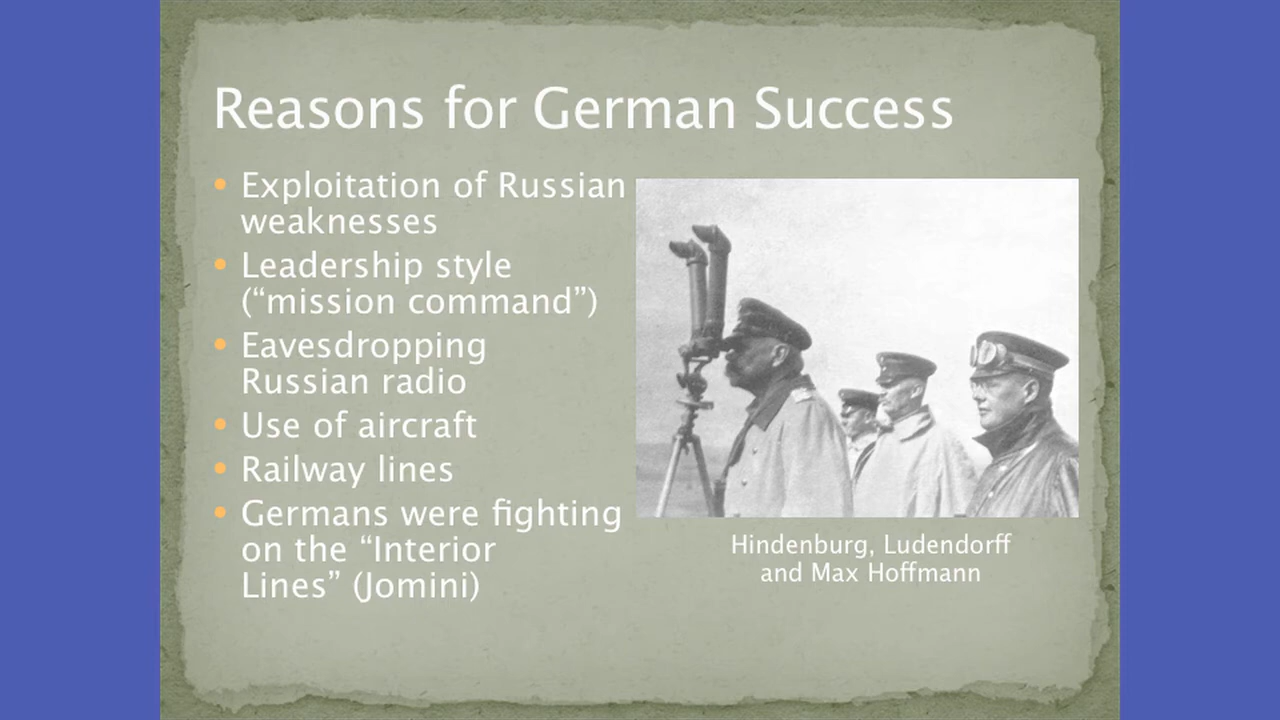 Reasons for German Success
• Exploitation of Russian
weaknesses
• Leadership style
(“mission command”)
• Eavesdropping
Russian radio
• Use of aircraft
• Railway lines
• Germans were fighting
on the “Interior
Lines” (Jomini)
Hindenburg, Ludendorff
and Max Hoffmann